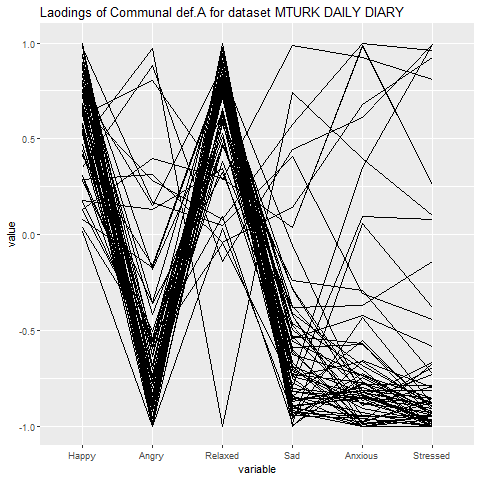 Laodings of Communal def.A for dataset MTURK DAILY DIARY
1.0
0.5
0.0
-0.5
-1.0
value
Happy Angry Relaxed Sad Anxious Stressed
variable